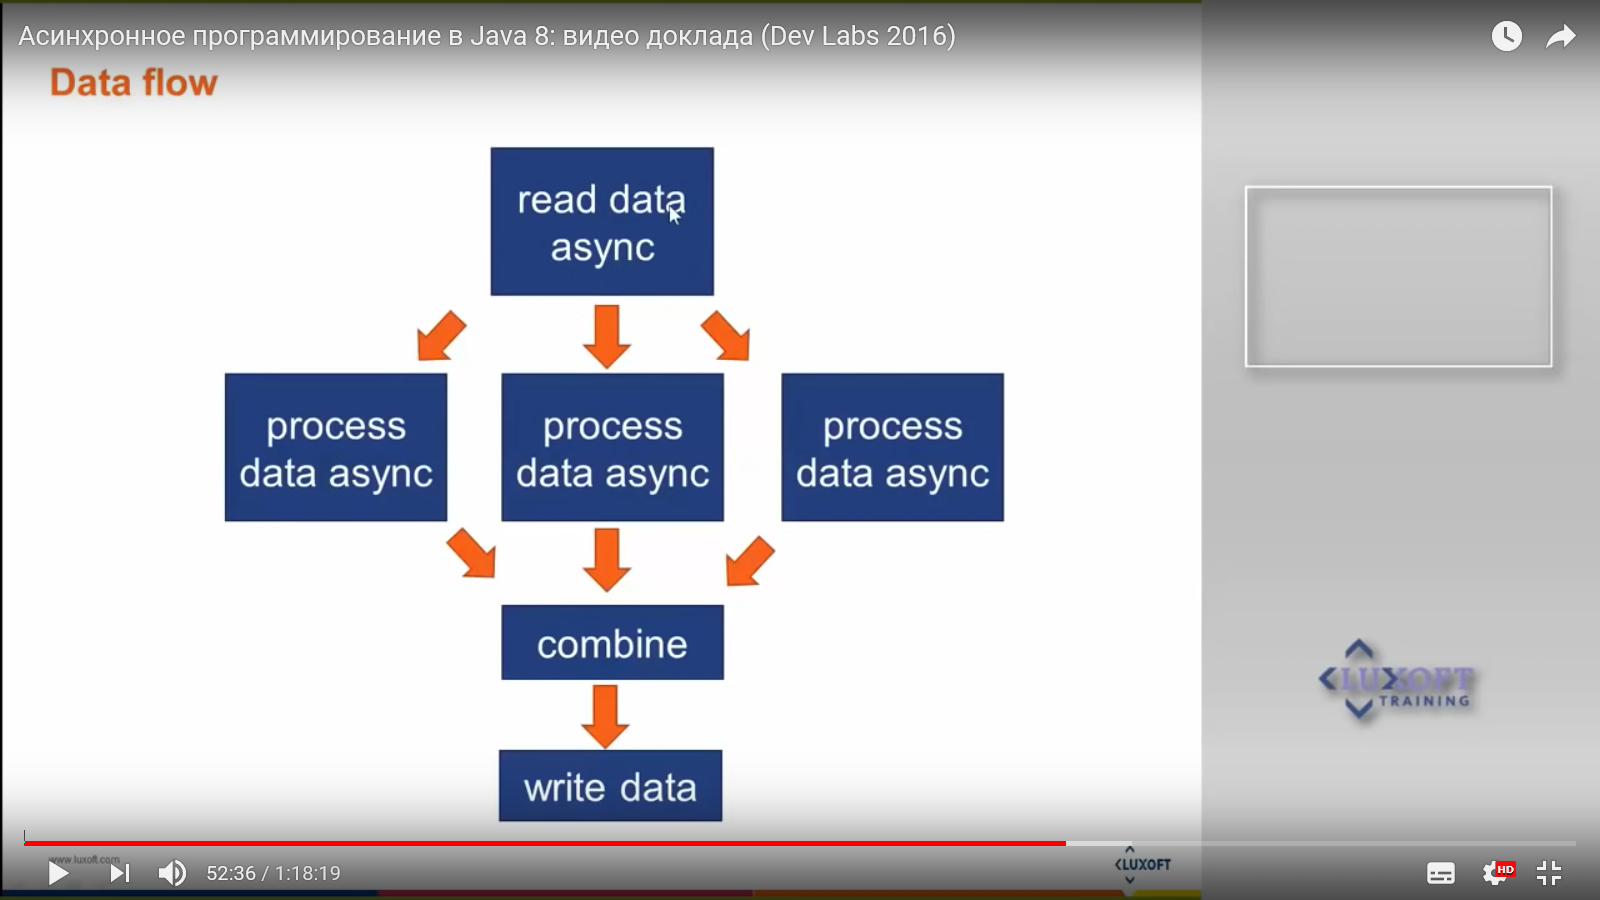 Асинхронное программирование в Java 8: видео доклада (Dev Labs 2016)
Data flow
read data
async
process
data async
process
data async
process
data async
combine
write data
LUXOFT
TRAINING
www.luxoft.com
52:36 / 1:18:19
LUXOFT
HD